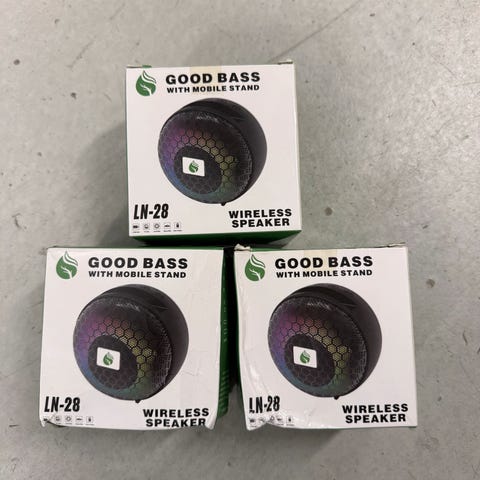 GOOD BASS
WITH MOBILE STAND
LN-28
WIRELESS
SPEAKER
GOOD BASS
WITH MOBILE STAND
LN-28
WIRELESS
SPEAKER
GOOD BASS
WITH MOBILE STAND
LN-28
WIRELESS
SPEAKER